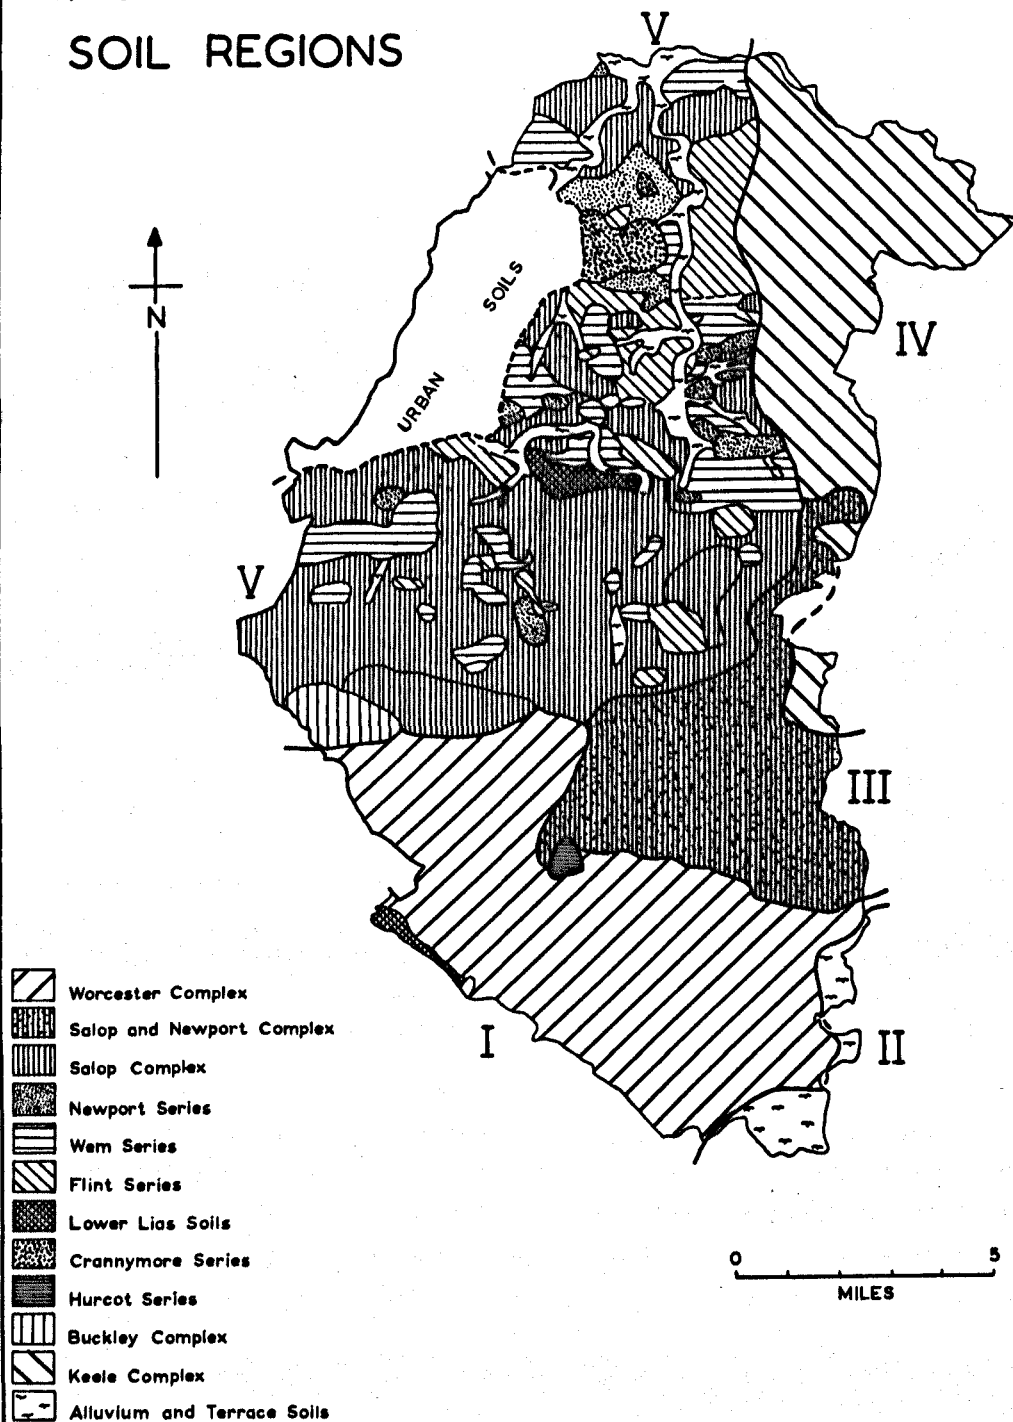 SOIL REGIONS
V
N
SOILS
URBAN
IV
V
III
I
II
Worcester Complex
Salop and Newport Complex
Salop Complex
Newport Series
Wem Series
Flint Series
Lower Lias Soils
Crannymore Series
Hurcot Series
Buckley Complex
Keele Complex
Alluvium and Terrace Soils
0 5
MILES